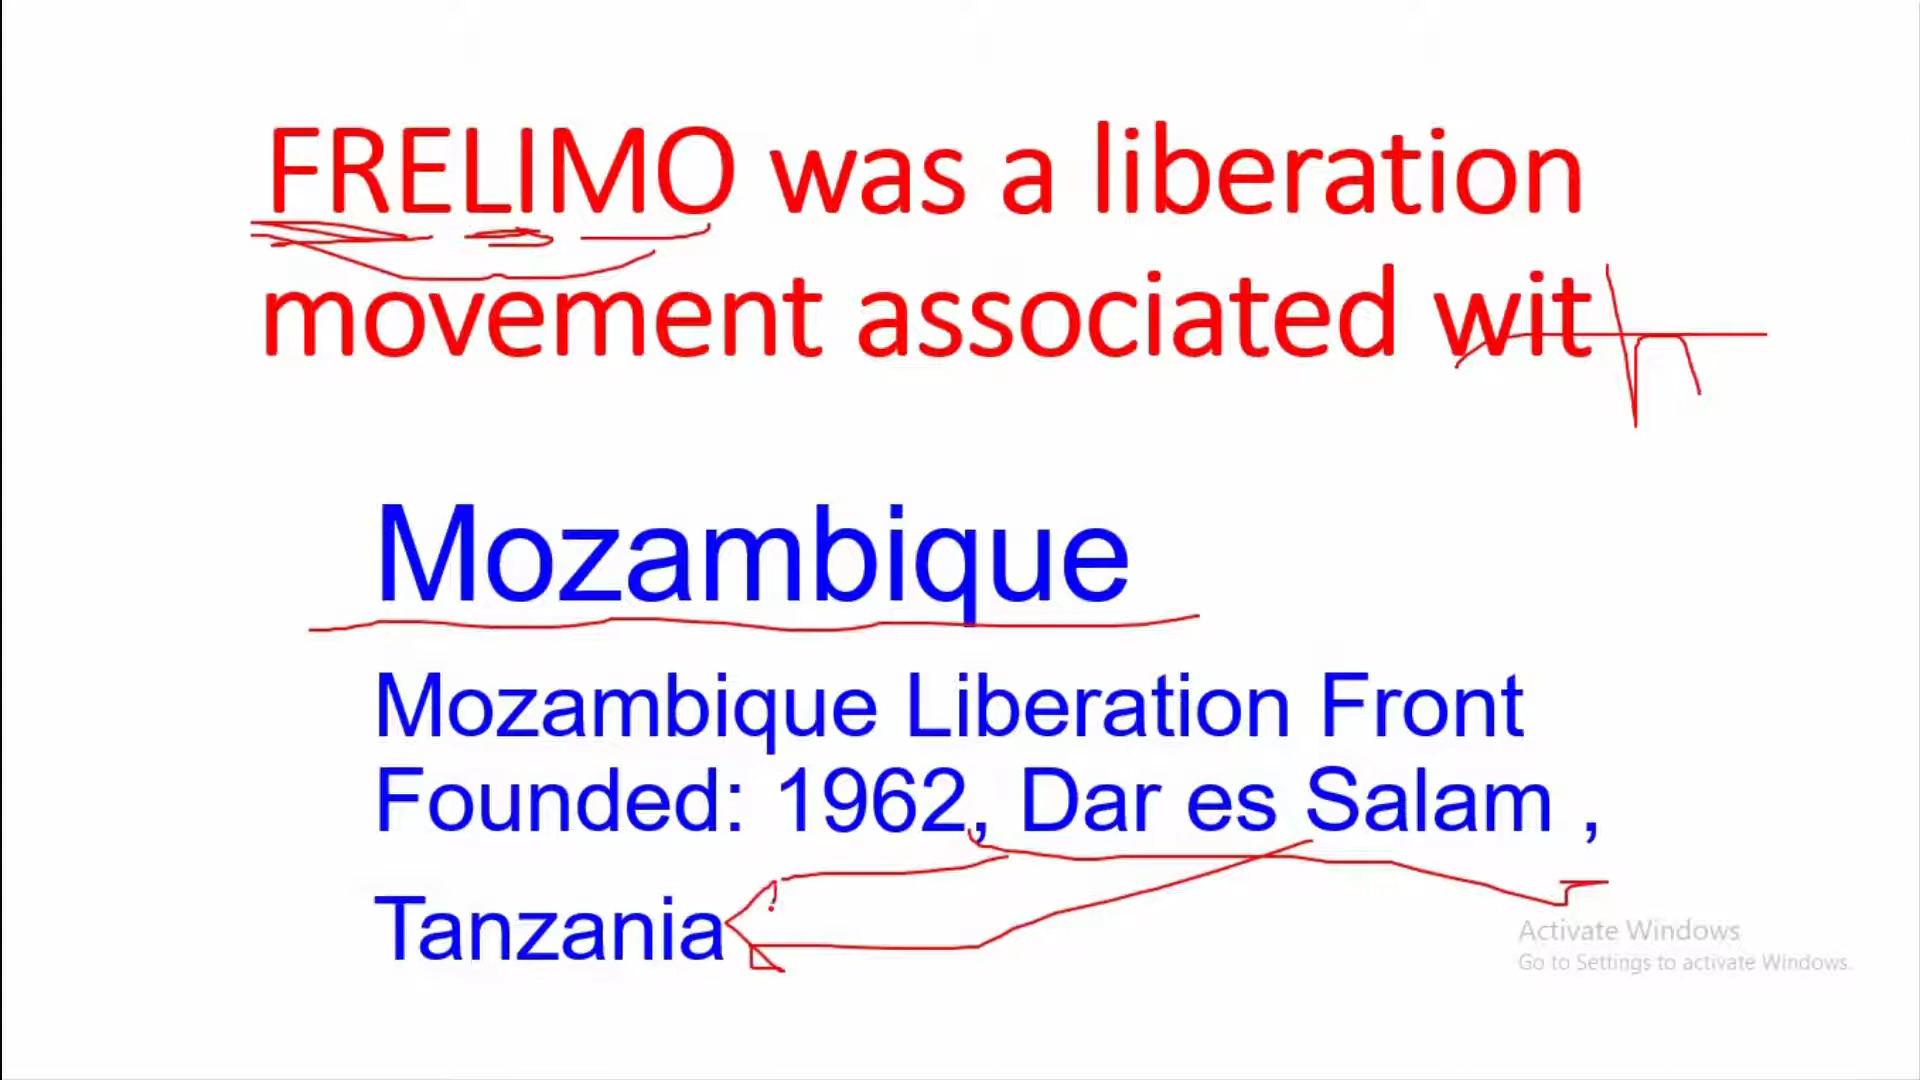 FRELIMO was a liberation
movement associated wit
Mozambique
Mozambique Liberation Front
Founded: 1962, Dar es Salam ,
Tanzania
Activate Windows
Go to Settings to activate Windows.